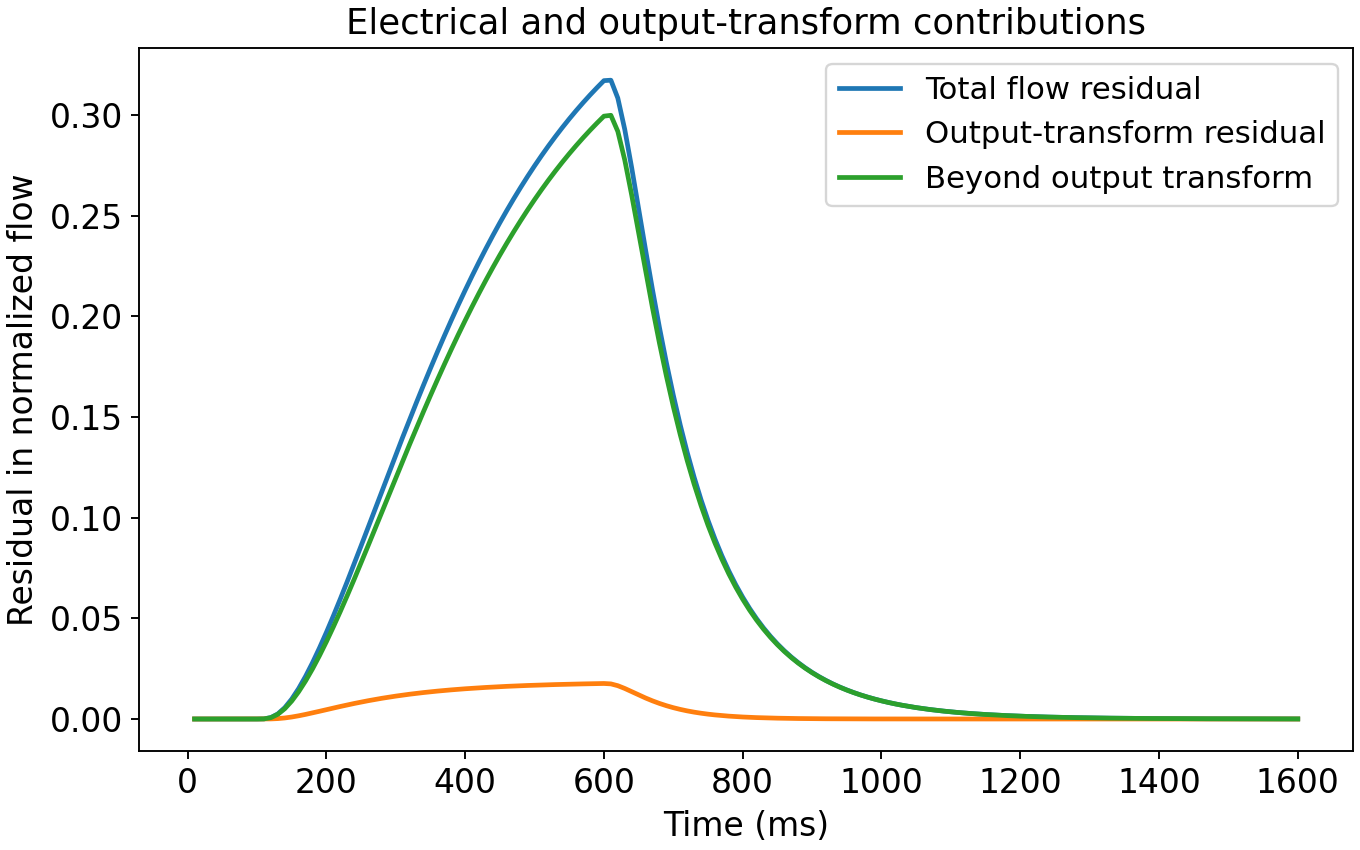 Electrical and output-transform contributions
Total flow residual
Output-transform residual
Beyond output transform
Residual in normalized flow
0.30
0.25
0.20
0.15
0.10
0.05
0.00
0 200 400 600 800 1000 1200 1400 1600
Time (ms)